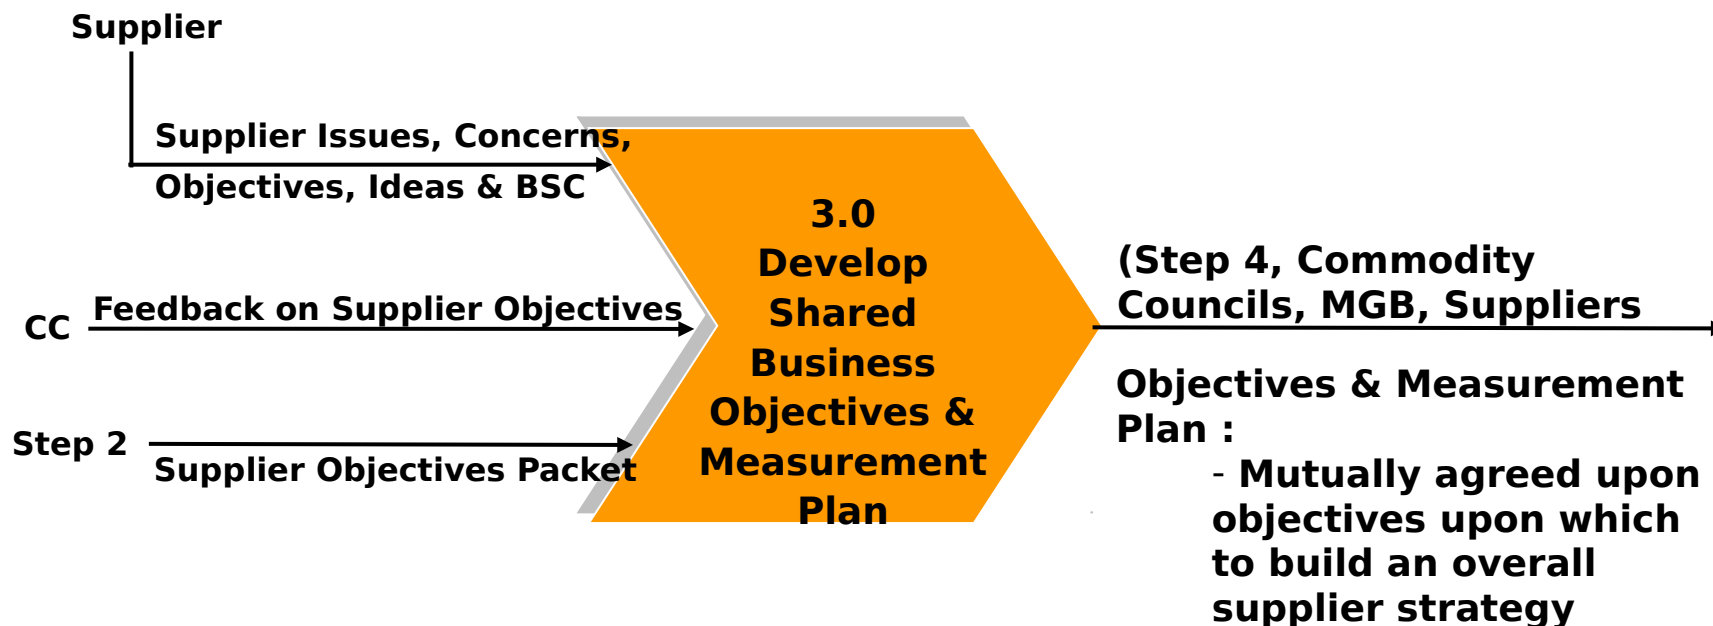 Supplier
Supplier Issues, Concerns,
Objectives, Ideas & BSC
CC
Feedback on Supplier Objectives
Step 2
Supplier Objectives Packet
3.0
Develop
Shared
Business
Objectives &
Measurement
Plan
(Step 4, Commodity
Councils, MGB, Suppliers
Objectives & Measurement
Plan :
- Mutually agreed upon
objectives upon which
to build an overall
supplier strategy